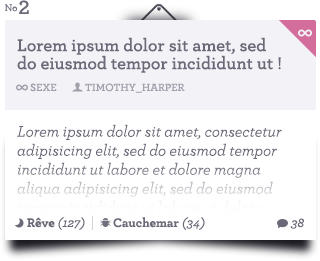 No 2
Lorem ipsum dolor sit amet, sed
do eiusmod tempor incididunt ut !
SEXE TIMOTHY_HARPER
Lorem ipsum dolor sit amet, consectetur
adipisicing elit, sed do eiusmod tempor
incididunt ut labore et dolore magna
aliqua adipisicing elit, sed do eiusmod
Rêve (127) Cauchemar (34) 38